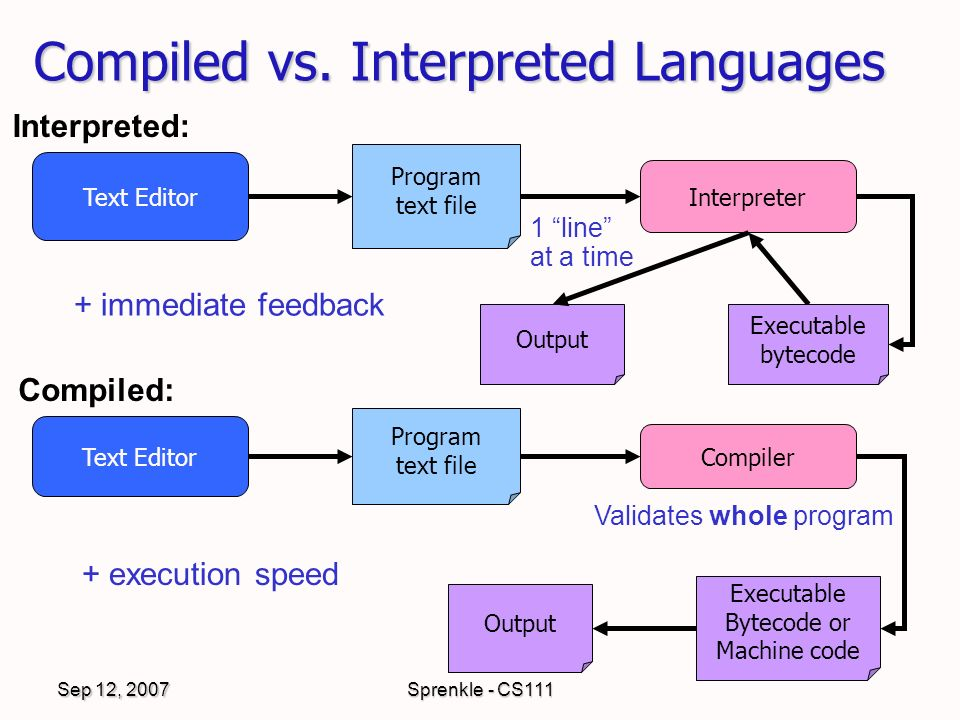 Compiled vs. Interpreted Languages
Interpreted:
Text Editor
Program
text file
Interpreter
1 “line”
at a time
+ immediate feedback
Output
Executable
bytecode
Compiled:
Text Editor
Program
text file
Compiler
Validates whole program
+ execution speed
Output
Executable
Bytecode or
Machine code
Sep 12, 2007
Sprenkle - CS111